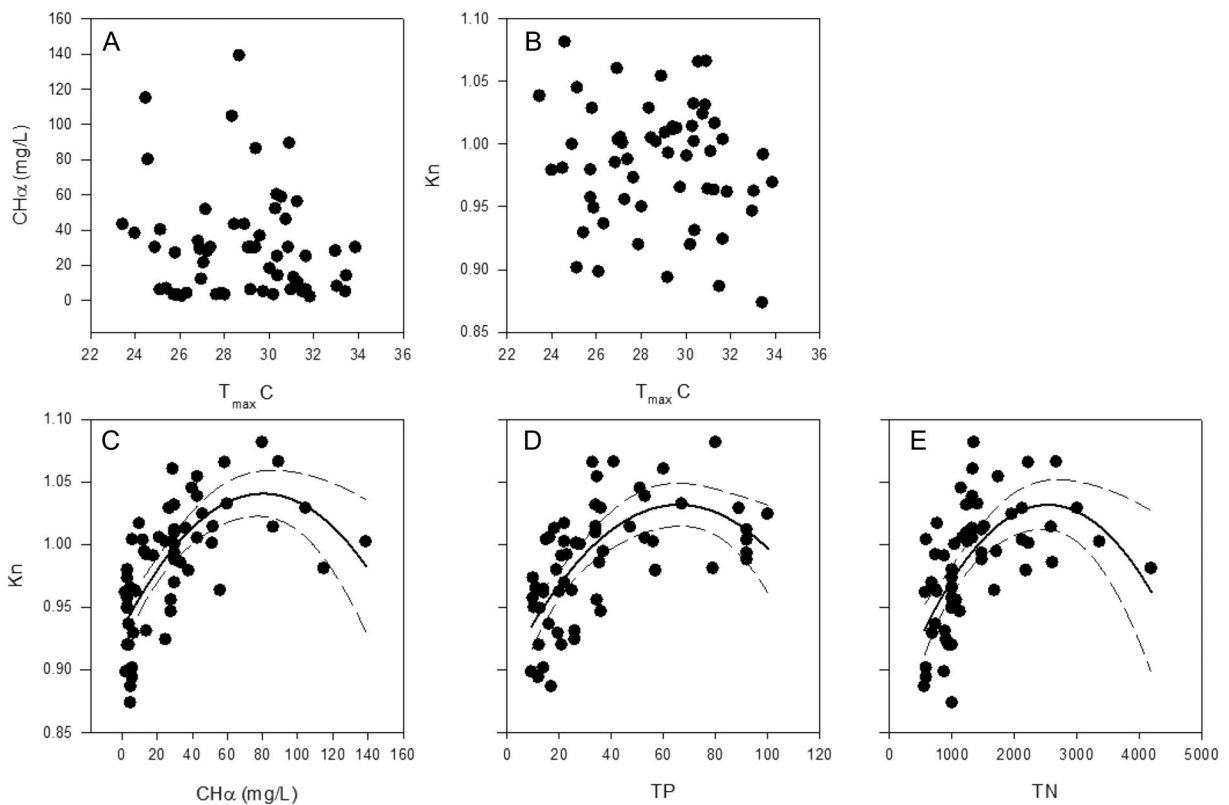 A
160
140
120
100
80
60
40
20
0
CHα (mg/L)
22 24 26 28 30 32 34 36
Tmax C
B
1.10
1.05
1.00
0.95
0.90
0.85
Kn
22 24 26 28 30 32 34 36
Tmax C
C
1.10
1.05
1.00
0.95
0.90
0.85
Kn
0 20 40 60 80 100 120 140 160
CHα (mg/L)
D
0 20 40 60 80 100 120
TP
E
0 1000 2000 3000 4000 5000
TN